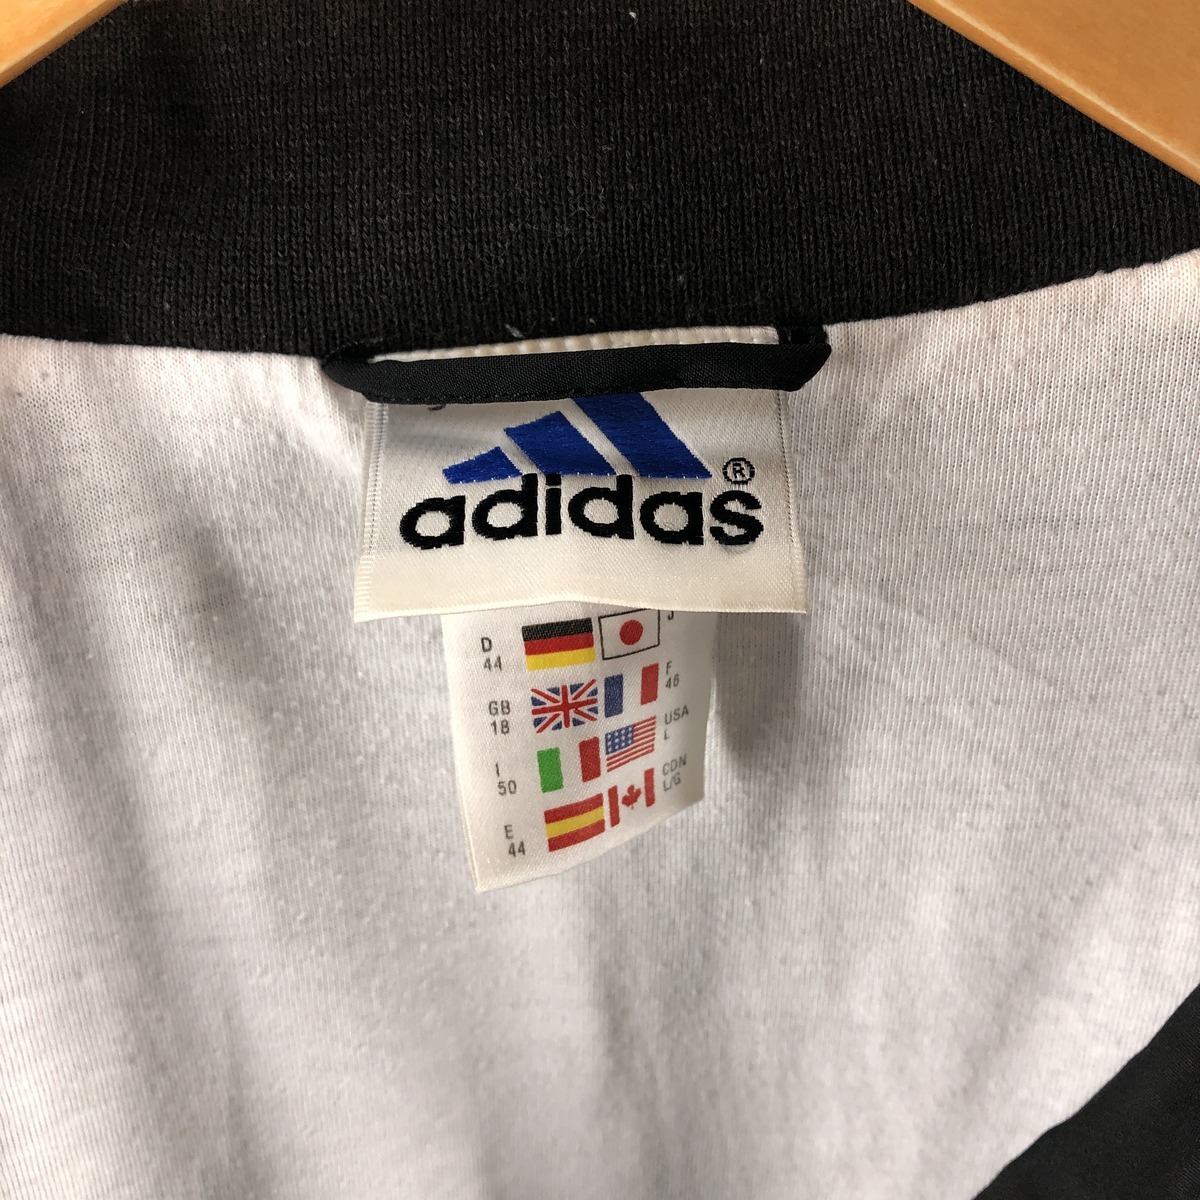 adidas®
D
44
J
GB
18
F
46
I
50
USA
L
E
44
CDN
L/G